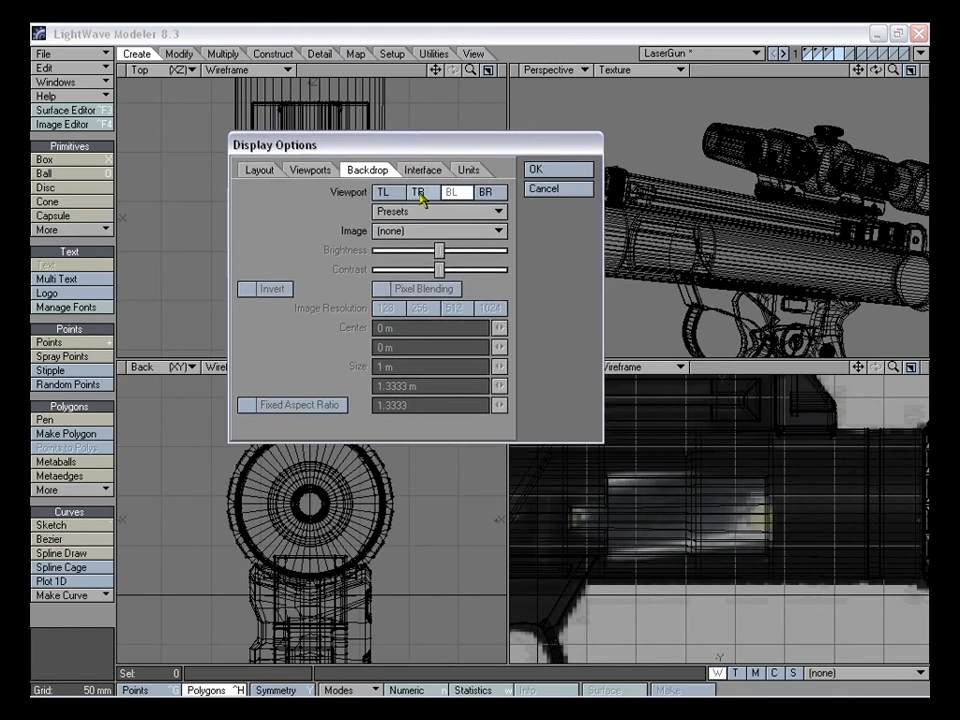 LightWave Modeler 8.3
File
Create Modify Multiply Construct Detail Map Setup Utilities View
LaserGun *
1
Edit
Top (XZ) Wireframe
Perspective Texture
Windows
Help
Surface Editor F3
Image Editor ^F4
Primitives
Box X
Ball O
Disc
Cone
Capsule
More
Text
Text
Multi Text
Logo
Manage Fonts
Points
Points +
Spray Points
Stipple
Random Points
Polygons
Pen
Make Polygon
Points to Polys
Metaballs
Metaedges
More
Curves
Sketch
Bezier
Spline Draw
Spline Cage
Plot 1D
Make Curve
Display Options
Layout Viewports Backdrop Interface Units
OK
Cancel
Viewport TL TR BL BR
Presets
Image (none)
Brightness
Contrast
Invert Pixel Blending
Image Resolution 128 256 512 1024
Center 0 m
0 m
Size 1 m
1.3333 m
Fixed Aspect Ratio 1.3333
Back (XY)
-Y
Sel: 0
W T M C S (none)
Grid: 50 mm
Points ^G Polygons ^H Symmetry Y Modes Numeric n Statistics w Info Surface Make